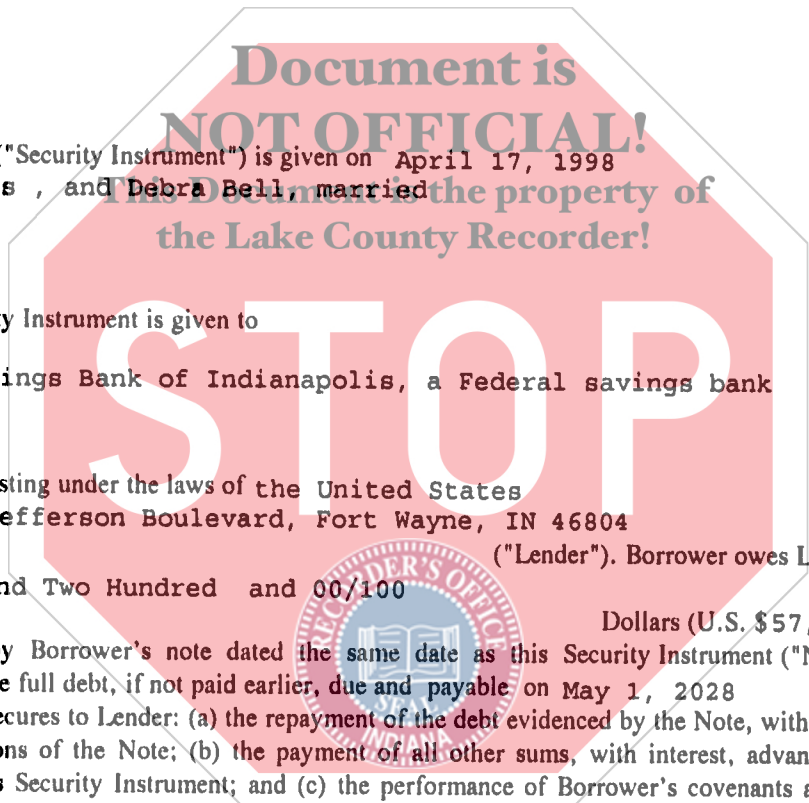 Document is
NOT OFFICIAL!
("Security Instrument") is given on April 17, 1998
s , and Debra Bell, married
This Document is the property of
the Lake County Recorder!
y Instrument is given to
STOP
ings Bank of Indianapolis, a Federal savings bank
sting under the laws of the United States
efferson Boulevard, Fort Wayne, IN 46804
("Lender"). Borrower owes L
nd Two Hundred and 00/100
RECORDER'S OFFICE
Dollars (U.S. $57,
y Borrower's note dated the same date as this Security Instrument ("N
e full debt, if not paid earlier, due and payable on May 1, 2028
SEAL
ecures to Lender: (a) the repayment of the debt evidenced by the Note, with
INDIANA
ons of the Note; (b) the payment of all other sums, with interest, advan
s Security Instrument; and (c) the performance of Borrower's covenants a